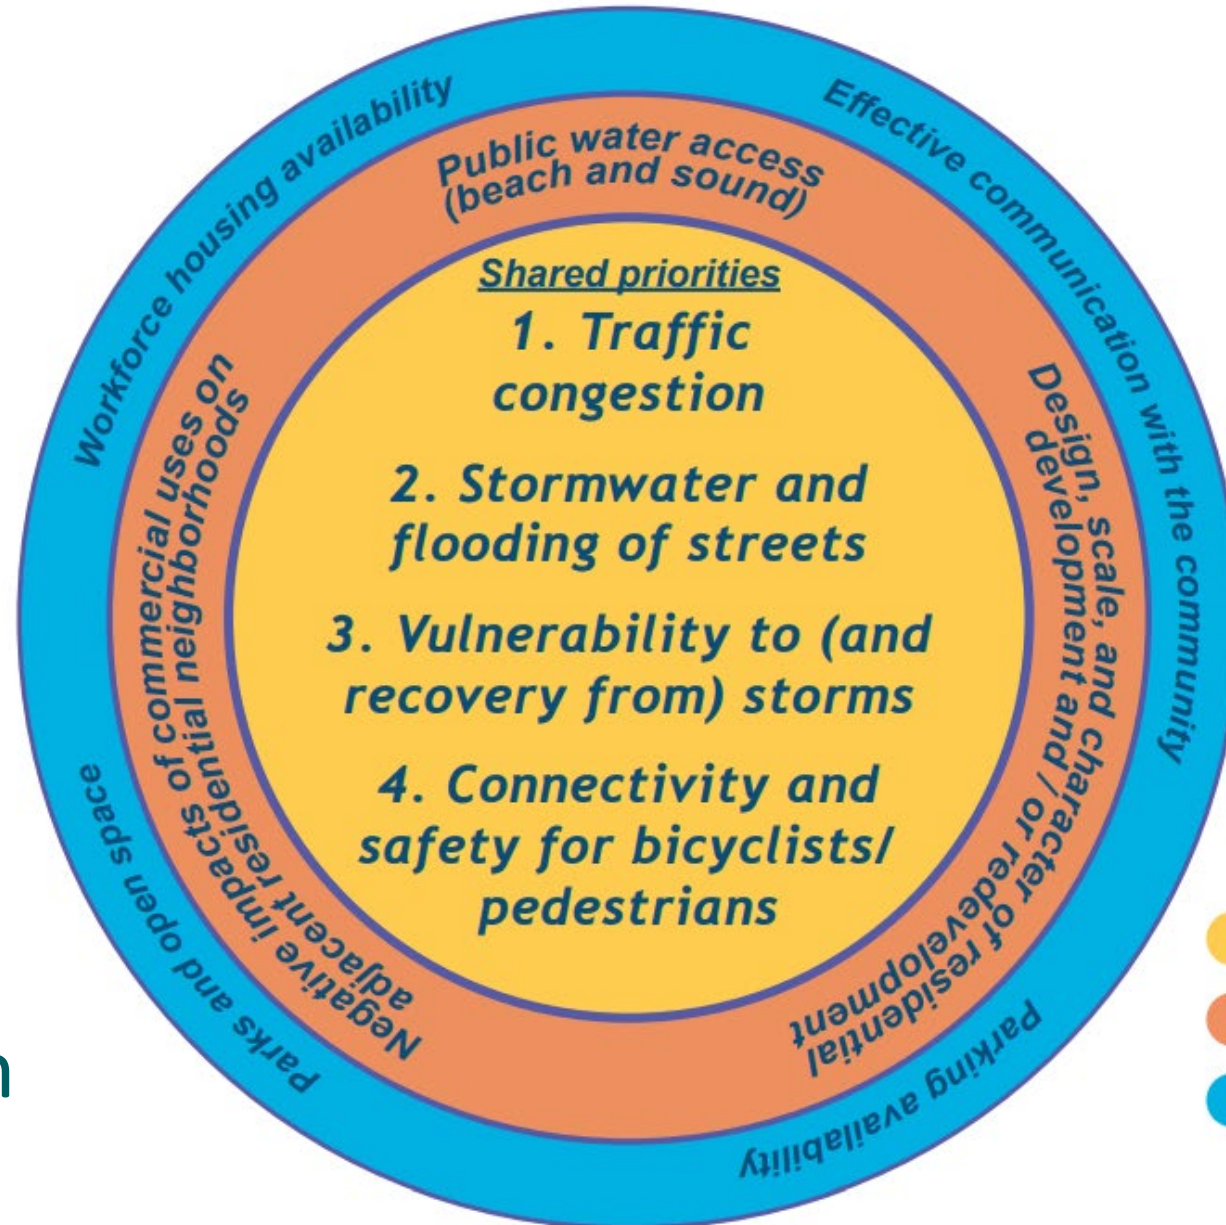 Workforce housing availability
Effective communication with the community
Public water access
(beach and sound)
Shared priorities
1. Traffic
congestion
2. Stormwater and
flooding of streets
3. Vulnerability to (and
recovery from) storms
4. Connectivity and
safety for bicyclists/
pedestrians
Negative impacts of commercial uses on
adjacent residential neighborhoods
Design, scale, and character of residential
development and / or redevelopment
Parks and open space
Parking availability
n